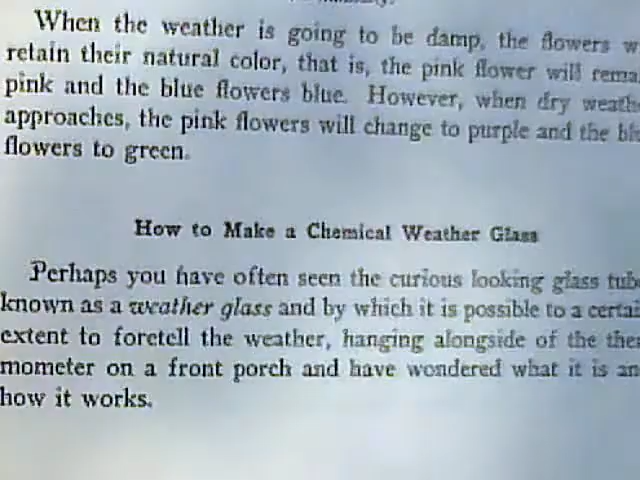 When the weather is going to be damp, the flowers w
retain their natural color, that is, the pink flower will rema
pink and the blue flowers blue. However, when dry weath
approaches, the pink flowers will change to purple and the bl
flowers to green.
How to Make a Chemical Weather Glass
Perhaps you have often seen the curious looking glass tub
known as a weather glass and by which it is possible to a certai
extent to foretell the weather, hanging alongside of the ther
mometer on a front porch and have wondered what it is an
how it works.